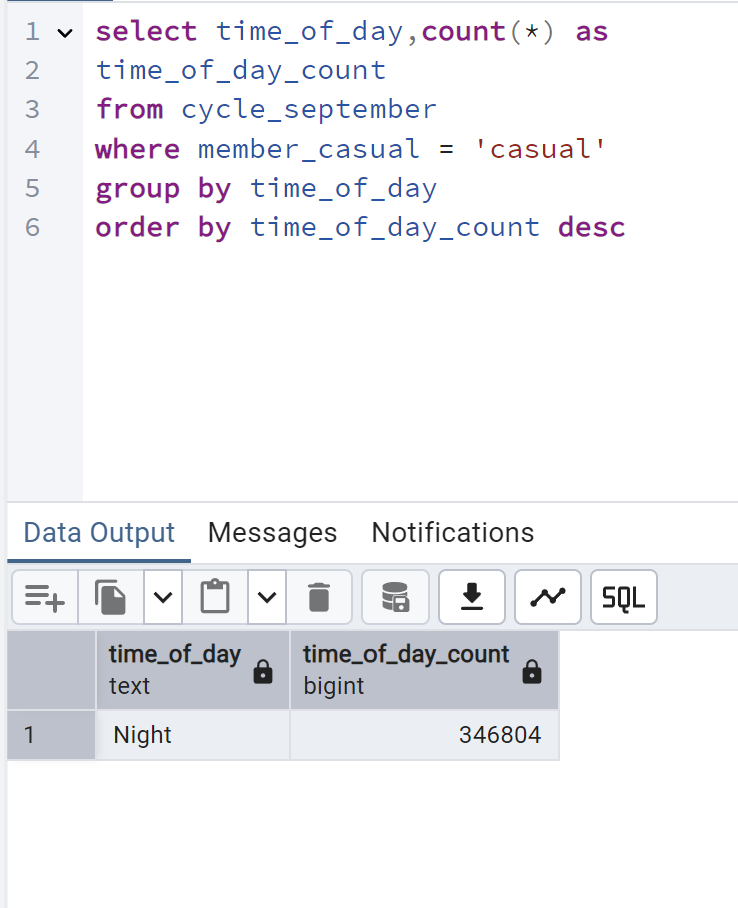 1 select time_of_day,count(*) as
2 time_of_day_count
3 from cycle_september
4 where member_casual = 'casual'
5 group by time_of_day
6 order by time_of_day_count desc
Data Output Messages Notifications
SQL
time_of_day time_of_day_count
text bigint
1 Night 346804